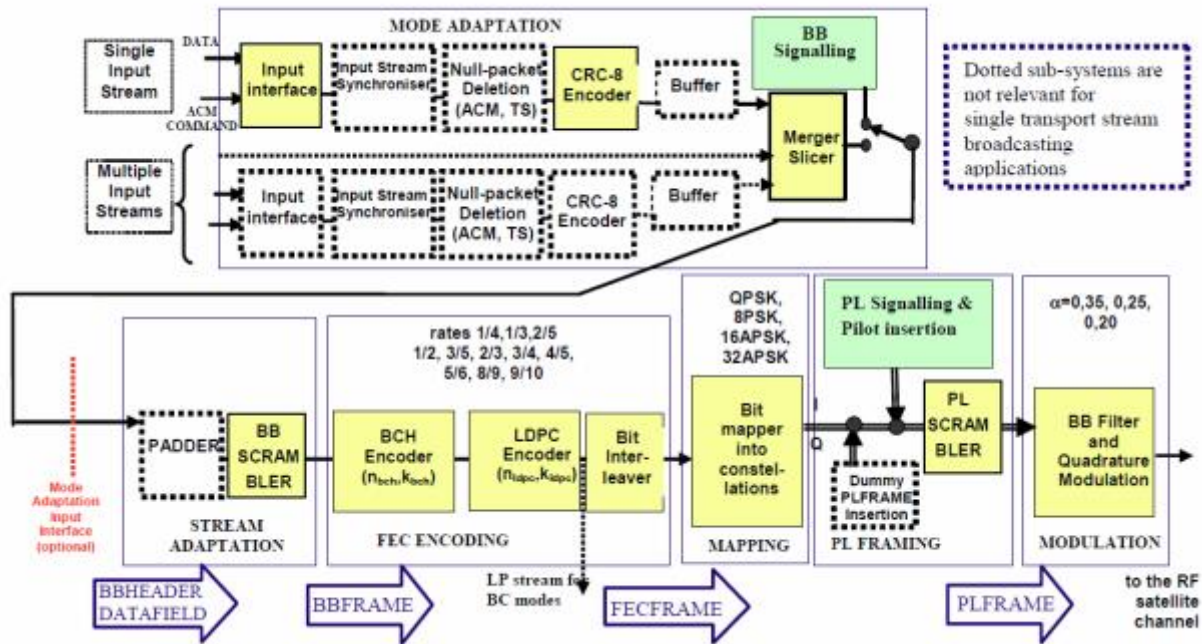 MODE ADAPTATION
Single
Input
Stream
DATA
ACM
COMMAND
Input
interface
Input Stream
Synchroniser
Null-packet
Deletion
(ACM, TS)
CRC-8
Encoder
Buffer
BB
Signalling
Merger
Slicer
Dotted sub-systems are
not relevant for
single transport stream
broadcasting
applications
Multiple
Input
Streams
Input
interface
Input Stream
Synchroniser
Null-packet
Deletion
(ACM, TS)
CRC-8
Encoder
Buffer
rates 1/4,1/3,2/5
1/2, 3/5, 2/3, 3/4, 4/5,
5/6, 8/9, 9/10
QPSK,
8PSK,
16APSK,
32APSK
PL Signalling &
Pilot insertion
α=0,35, 0,25,
0,20
PADDER
BB
SCRAM
BLER
BCH
Encoder
(nbch,kbch)
LDPC
Encoder
(nldpc,kldpc)
Bit
Inter-
leaver
Bit
mapper
into
constel-
lations
I
Q
Dummy
PLFRAME
Insertion
PL
SCRAM
BLER
BB Filter
and
Quadrature
Modulation
Mode
Adaptation
Input
Interface
(optional)
STREAM
ADAPTATION
FEC ENCODING
MAPPING
PL FRAMING
MODULATION
BBHEADER
DATAFIELD
BBFRAME
LP stream for
BC modes
FECFRAME
PLFRAME
to the RF
satellite
channel